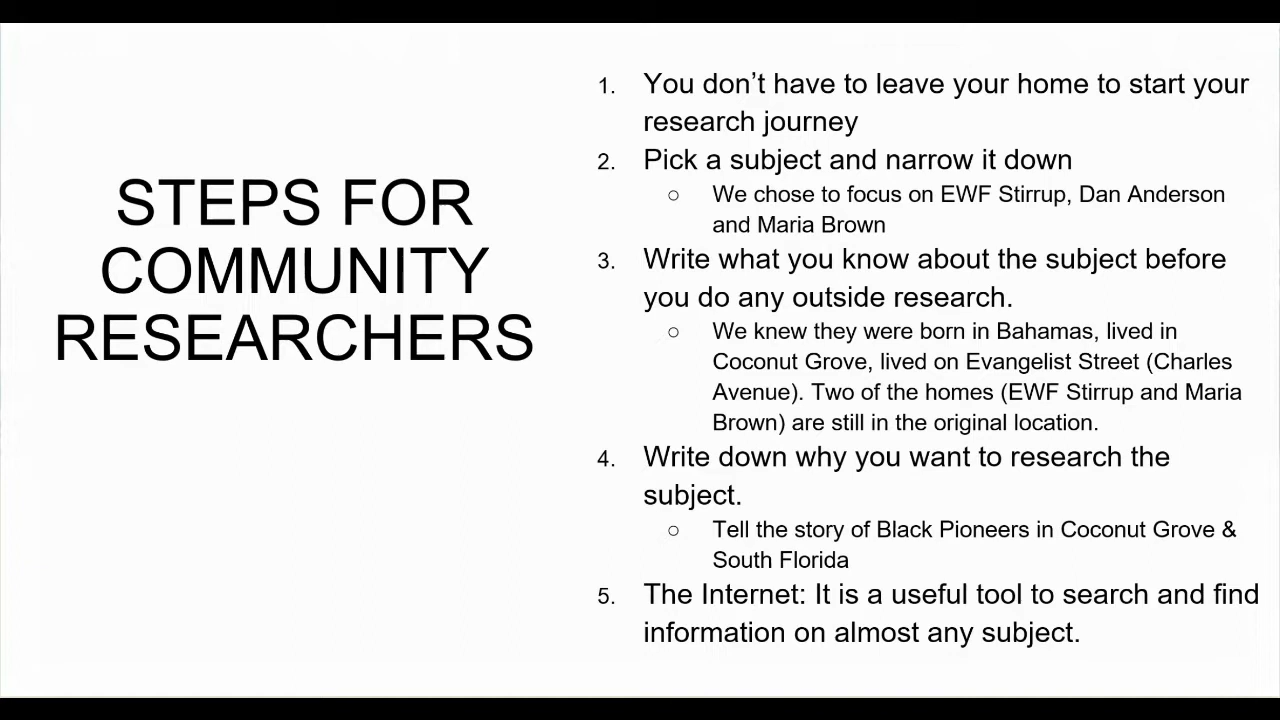 STEPS FOR
COMMUNITY
RESEARCHERS
1. You don’t have to leave your home to start your
research journey
2. Pick a subject and narrow it down
○ We chose to focus on EWF Stirrup, Dan Anderson
and Maria Brown
3. Write what you know about the subject before
you do any outside research.
○ We knew they were born in Bahamas, lived in
Coconut Grove, lived on Evangelist Street (Charles
Avenue). Two of the homes (EWF Stirrup and Maria
Brown) are still in the original location.
4. Write down why you want to research the
subject.
○ Tell the story of Black Pioneers in Coconut Grove &
South Florida
5. The Internet: It is a useful tool to search and find
information on almost any subject.